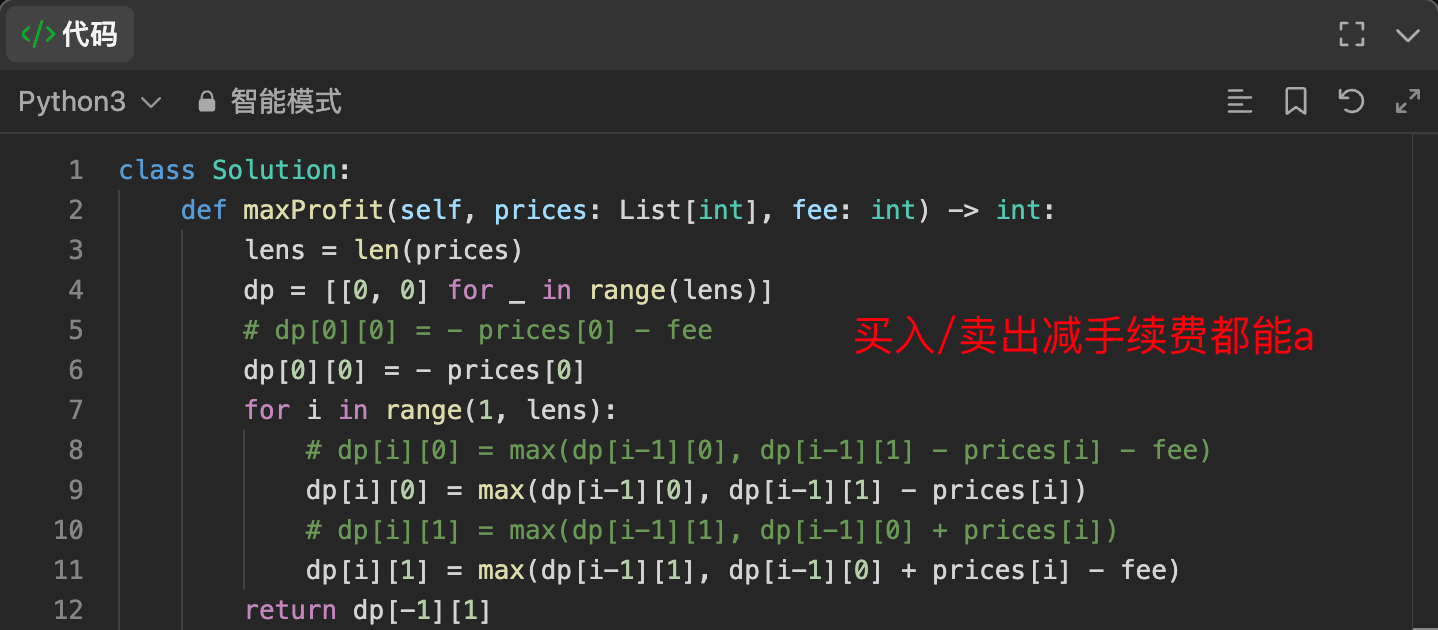 </> 代码
Python3 智能模式
1 class Solution:
2     def maxProfit(self, prices: List[int], fee: int) -> int:
3         lens = len(prices)
4         dp = [[0, 0] for _ in range(lens)]
5         # dp[0][0] = - prices[0] - fee
买入/卖出减手续费都能a
6         dp[0][0] = - prices[0]
7         for i in range(1, lens):
8             # dp[i][0] = max(dp[i-1][0], dp[i-1][1] - prices[i] - fee)
9             dp[i][0] = max(dp[i-1][0], dp[i-1][1] - prices[i])
10             # dp[i][1] = max(dp[i-1][1], dp[i-1][0] + prices[i])
11             dp[i][1] = max(dp[i-1][1], dp[i-1][0] + prices[i] - fee)
12         return dp[-1][1]